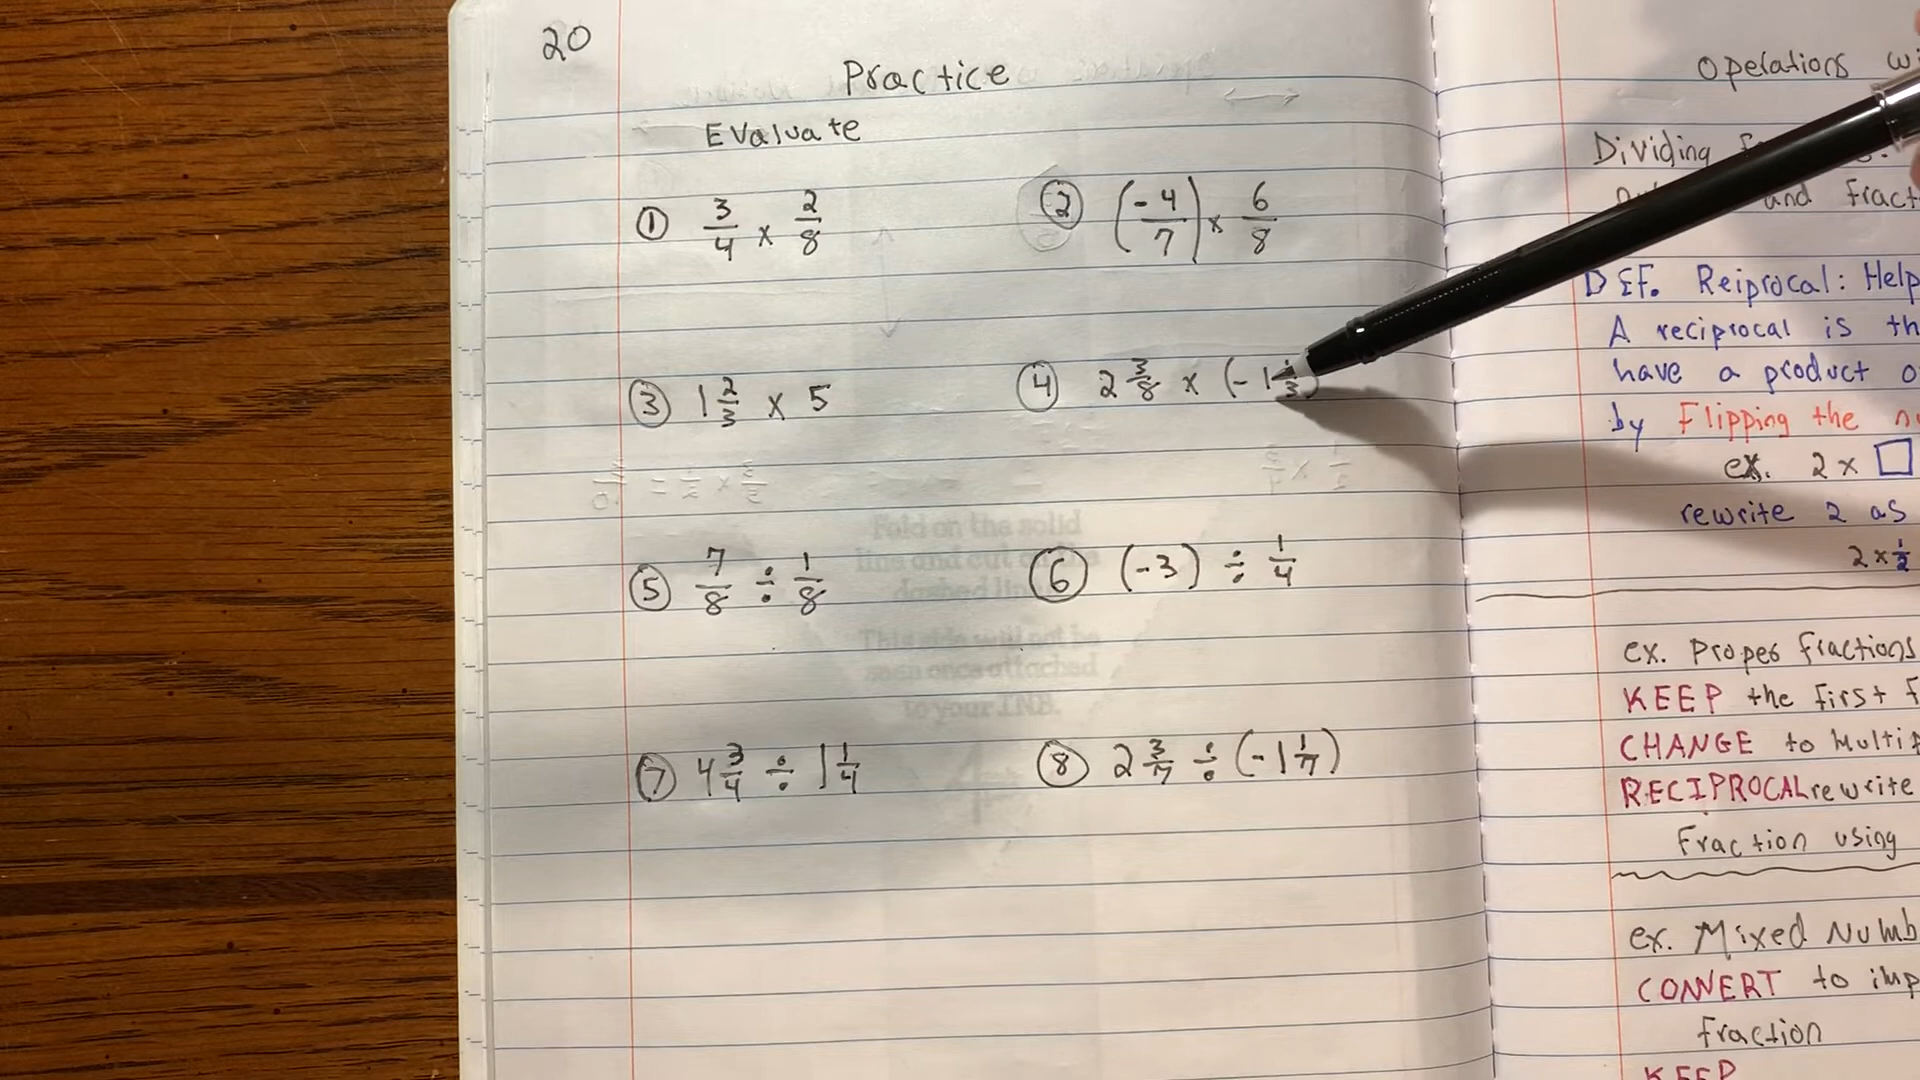 20
Practice
Evaluate
① 3/4 x 2/8
② (-4/7) x 6/8
③ 1 2/3 x 5
④ 2 3/8 x (-1 1/3)
⑤ 7/8 ÷ 1/8
⑥ (-3) ÷ 1/4
⑦ 4 3/4 ÷ 1 1/4
⑧ 2 3/7 ÷ (-1 1/7)
Fold on the solid
line and cut on the
dashed
This side will not be
seen once attached
to your INB.
Operations
Dividing
and fract
DEF. Reiprocal: Help
A reciprocal is th
have a product o
by Flipping the
ex. 2 x □
rewrite 2 as
2 x 1/2
ex. Proper fractions
KEEP the first f
CHANGE to Multip
RECIPROCAL rewrite
Fraction using
ex. Mixed Numb
CONVERT to imp
fraction
KEEP